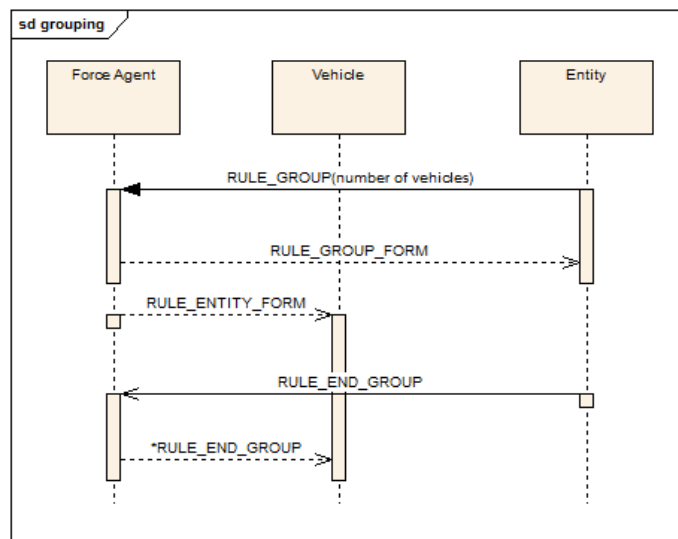 sd grouping
Force Agent
Vehicle
Entity
RULE_GROUP(number of vehicles)
RULE_GROUP_FORM
RULE_ENTITY_FORM
RULE_END_GROUP
*RULE_END_GROUP